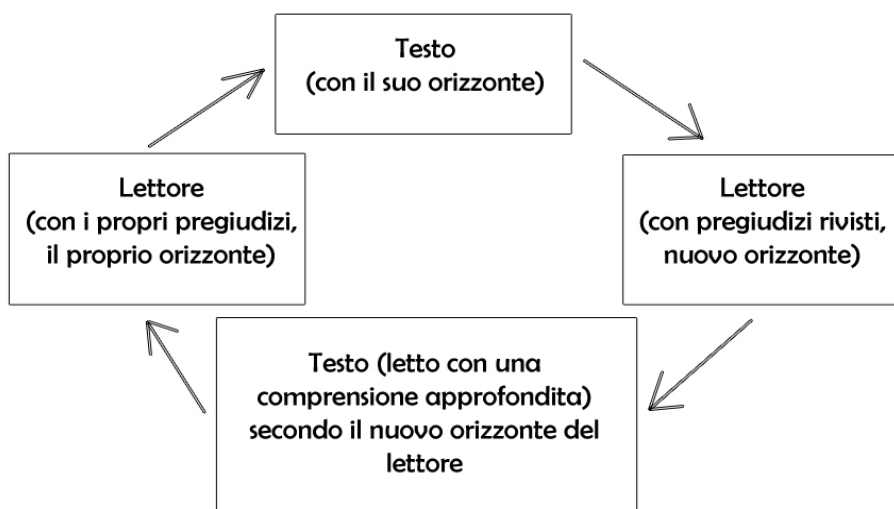 Testo
(con il suo orizzonte)
Lettore
(con i propri pregiudizi,
il proprio orizzonte)
Lettore
(con pregiudizi rivisti,
nuovo orizzonte)
Testo (letto con una
comprensione approfondita)
secondo il nuovo orizzonte del
lettore